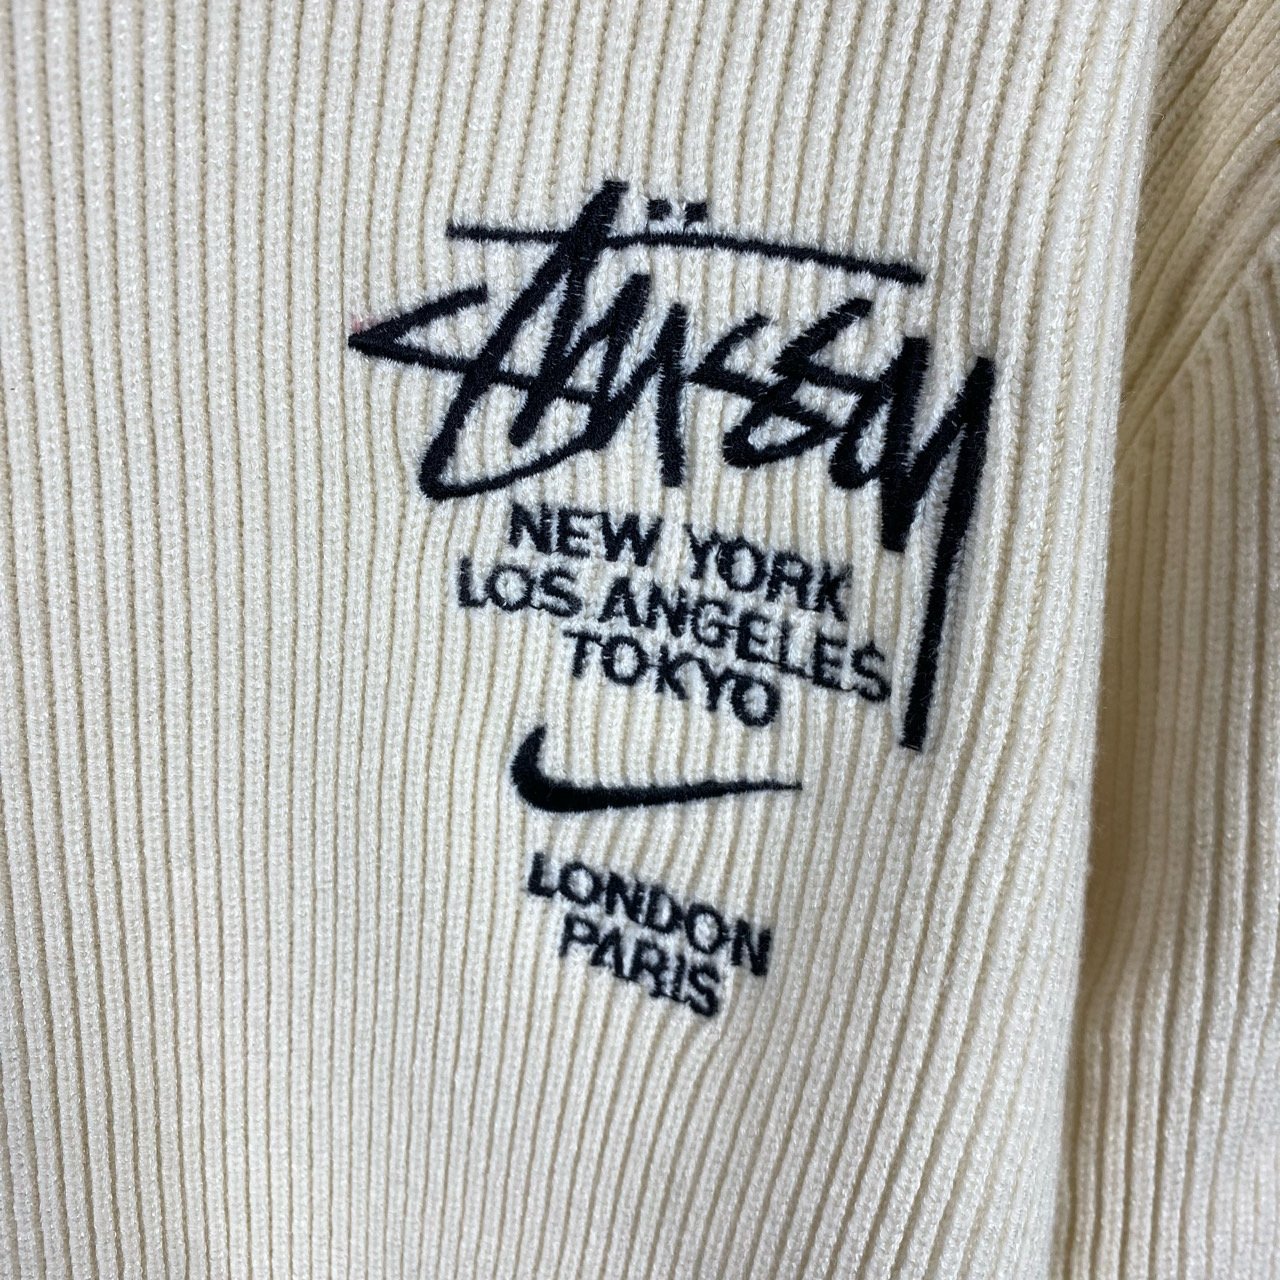 Stüssy
NEW YORK
LOS ANGELES
TOKYO
LONDON
PARIS